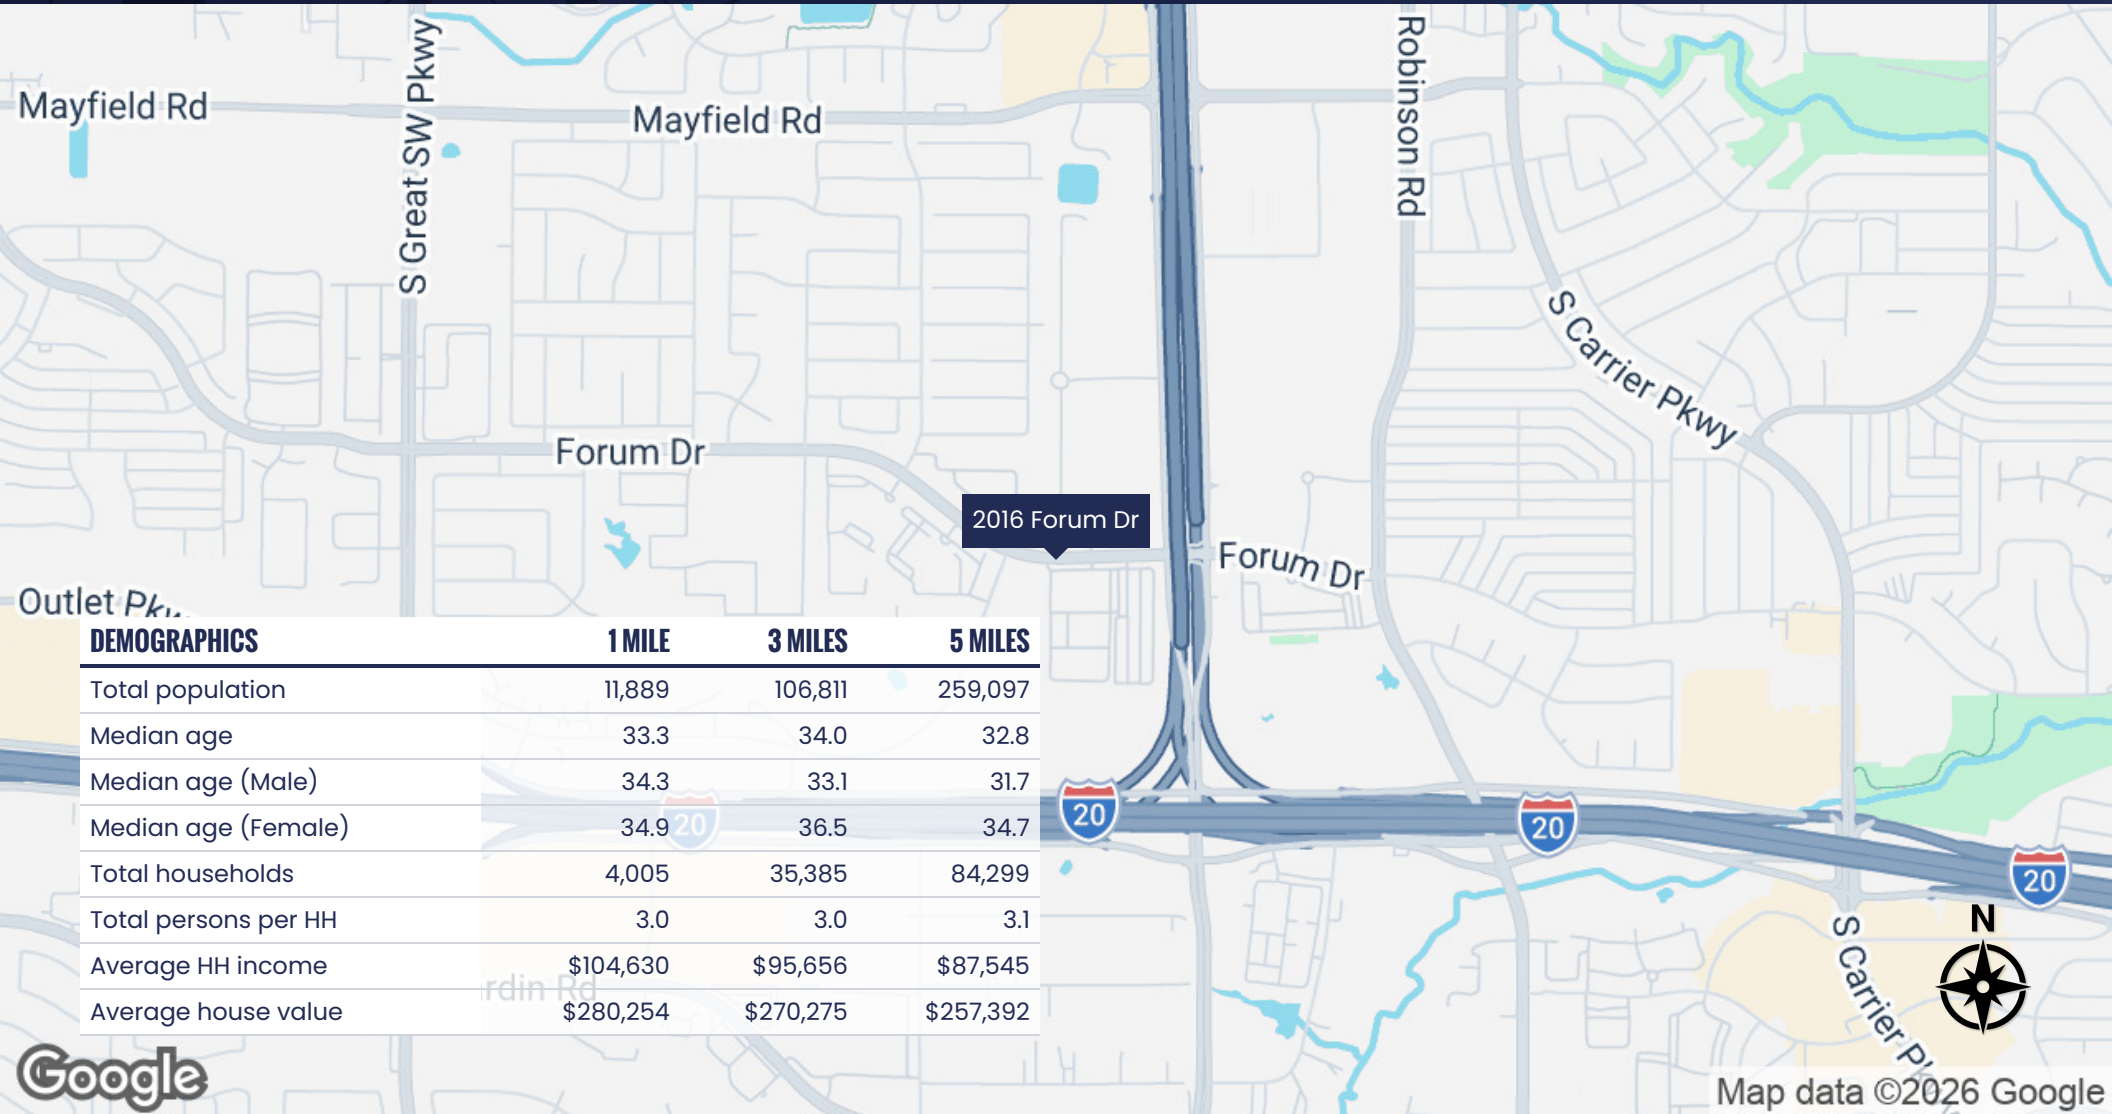 Mayfield Rd
S Great SW Pkwy
Mayfield Rd
Robinson Rd
S Carrier Pkwy
Forum Dr
2016 Forum Dr
Forum Dr
Outlet Pkw
DEMOGRAPHICS 1 MILE 3 MILES 5 MILES
Total population 11,889 106,811 259,097
Median age 33.3 34.0 32.8
Median age (Male) 34.3 33.1 31.7
Median age (Female) 34.9 36.5 34.7
Total households 4,005 35,385 84,299
Total persons per HH 3.0 3.0 3.1
Average HH income $104,630 $95,656 $87,545
Average house value $280,254 $270,275 $257,392
20
20
20
20
rdin Rd
N
S Carrier P
Google
Map data ©2026 Google